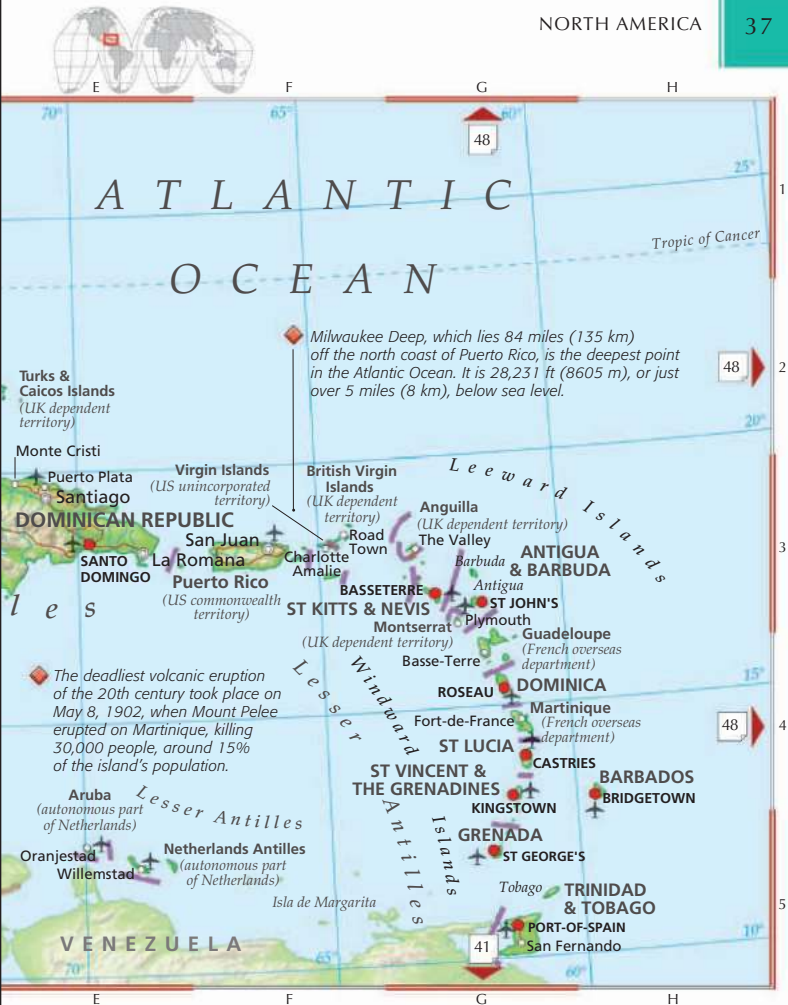 NORTH AMERICA
37
E
F
G
H
70°
65°
60°
48
25°
1
ATLANTIC
Tropic of Cancer
OCEAN
Milwaukee Deep, which lies 84 miles (135 km)
off the north coast of Puerto Rico, is the deepest point
in the Atlantic Ocean. It is 28,231 ft (8605 m), or just
over 5 miles (8 km), below sea level.
48
2
Turks &
Caicos Islands
(UK dependent
territory)
20°
Monte Cristi
Puerto Plata
Santiago
DOMINICAN REPUBLIC
SANTO
DOMINGO
La Romana
Virgin Islands
(US unincorporated
territory)
British Virgin
Islands
(UK dependent
territory)
Leeward Islands
Anguilla
(UK dependent territory)
The Valley
San Juan
Road
Town
Charlotte
Amalie
Puerto Rico
(US commonwealth
territory)
Barbuda
ANTIGUA
& BARBUDA
Antigua
3
BASSETERRE
ST KITTS & NEVIS
ST JOHN'S
Plymouth
Montserrat
(UK dependent territory)
les
Guadeloupe
(French overseas
department)
Basse-Terre
The deadliest volcanic eruption
of the 20th century took place on
May 8, 1902, when Mount Pelee
erupted on Martinique, killing
30,000 people, around 15%
of the island's population.
Lesser Antilles
Windward Islands
15°
ROSEAU
DOMINICA
Martinique
(French overseas
department)
Fort-de-France
48
4
ST LUCIA
CASTRIES
ST VINCENT &
THE GRENADINES
KINGSTOWN
BARBADOS
BRIDGETOWN
Aruba
(autonomous part
of Netherlands)
Lesser Antilles
Oranjestad
Willemstad
Netherlands Antilles
(autonomous part
of Netherlands)
GRENADA
ST GEORGE'S
Isla de Margarita
Tobago
TRINIDAD
& TOBAGO
5
PORT-OF-SPAIN
San Fernando
10°
VENEZUELA
41
70°
65°
60°
E
F
G
H